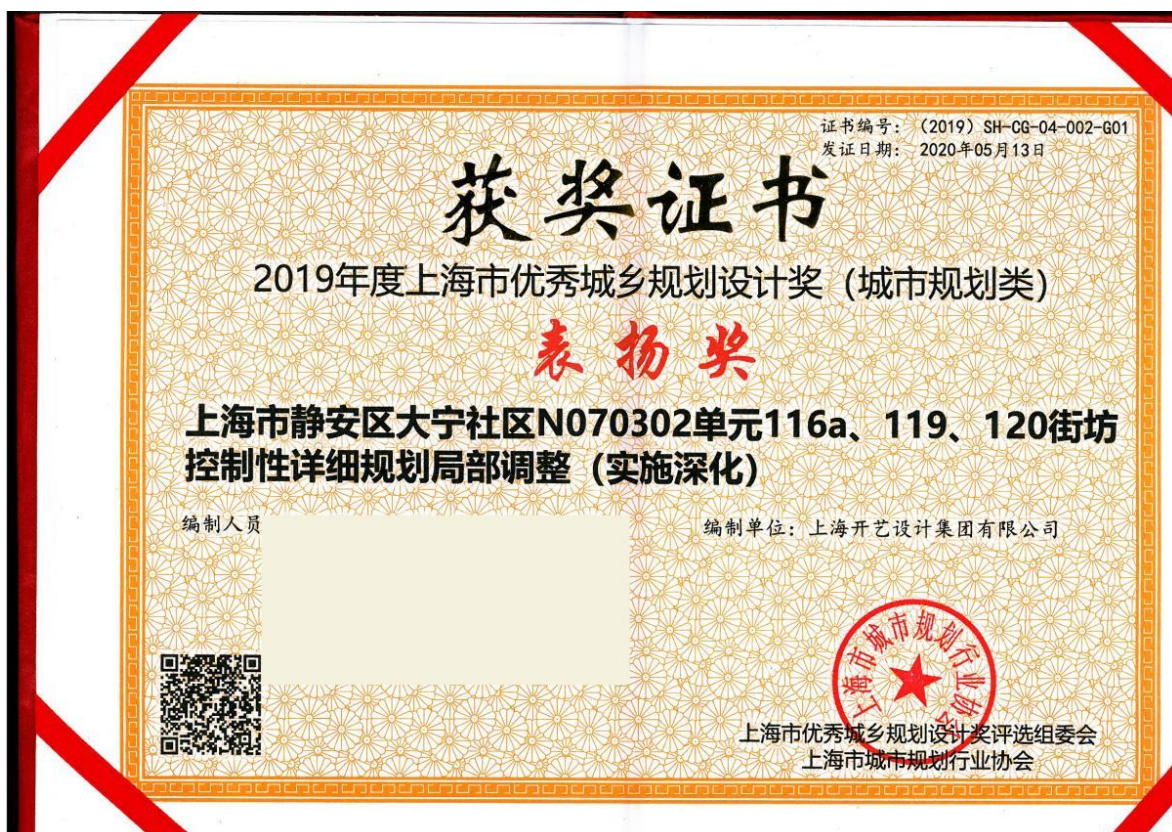 证书编号：（2019）SH-CG-04-002-G01
发证日期： 2020年05月13日
获奖证书
2019年度上海市优秀城乡规划设计奖（城市规划类）
表扬奖
上海市静安区大宁社区N070302单元116a、119、120街坊
控制性详细规划局部调整（实施深化）
编制人员
编制单位：上海开艺设计集团有限公司
上海市城市规划行业协会
上海市优秀城乡规划设计奖评选组委会
上海市城市规划行业协会